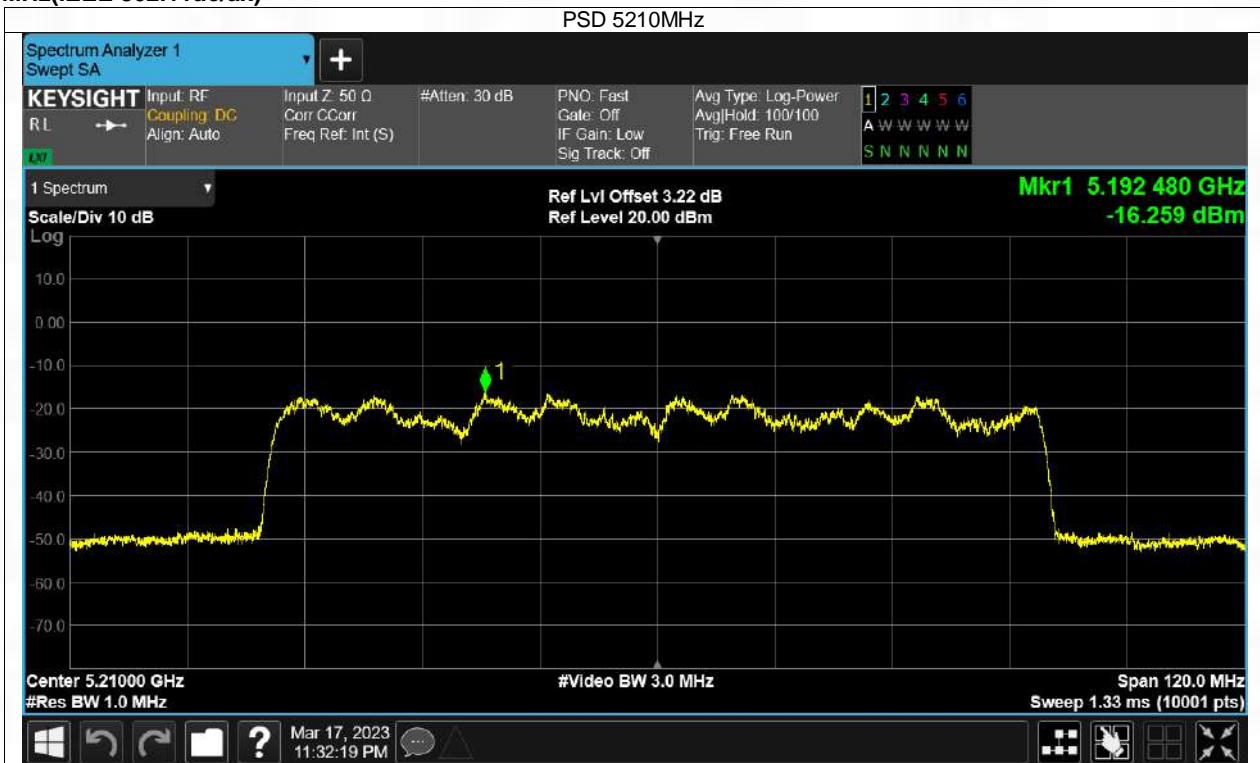 PSD 5210MHz
Spectrum Analyzer 1
Swept SA
KEYSIGHT
RL
LXI
Input: RF
Coupling: DC
Align: Auto
Input Z: 50 Ω
Corr CCorr
Freq Ref: Int (S)
#Atten: 30 dB
PNO: Fast
Gate: Off
IF Gain: Low
Sig Track: Off
Avg Type: Log-Power
Avg|Hold: 100/100
Trig: Free Run
1 2 3 4 5 6
A W W W W W
S N N N N N
1 Spectrum
Scale/Div 10 dB
Log
Ref Lvl Offset 3.22 dB
Ref Level 20.00 dBm
Mkr1 5.192 480 GHz
-16.259 dBm
10.0
0.00
-10.0
-20.0
-30.0
-40.0
-50.0
-60.0
-70.0
1
Center 5.21000 GHz
#Res BW 1.0 MHz
#Video BW 3.0 MHz
Span 120.0 MHz
Sweep 1.33 ms (10001 pts)
?
Mar 17, 2023
11:32:19 PM